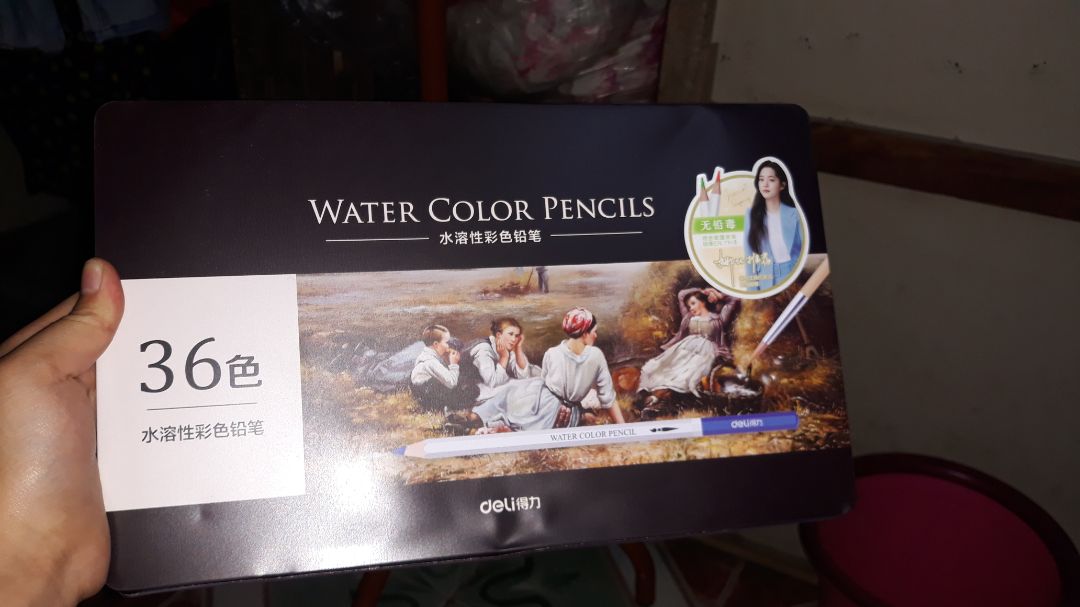 WATER COLOR PENCILS
水溶性彩色铅笔
无铅毒
36色
水溶性彩色铅笔
WATER COLOR PENCIL
deli得力
deli得力